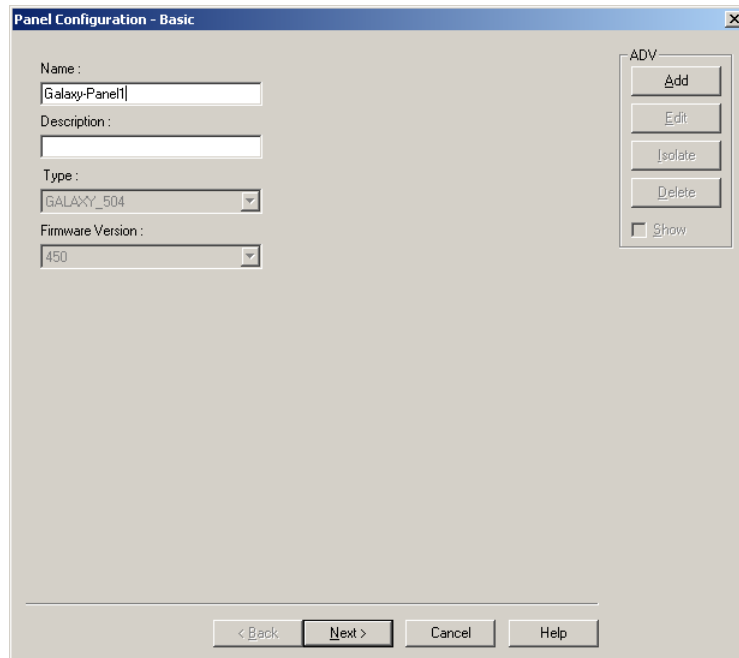 Panel Configuration - Basic
Name :
Galaxy-Panel1
Description :
Type :
GALAXY_504
Firmware Version :
450
ADV
Add
Edit
Isolate
Delete
Show
< Back
Next >
Cancel
Help